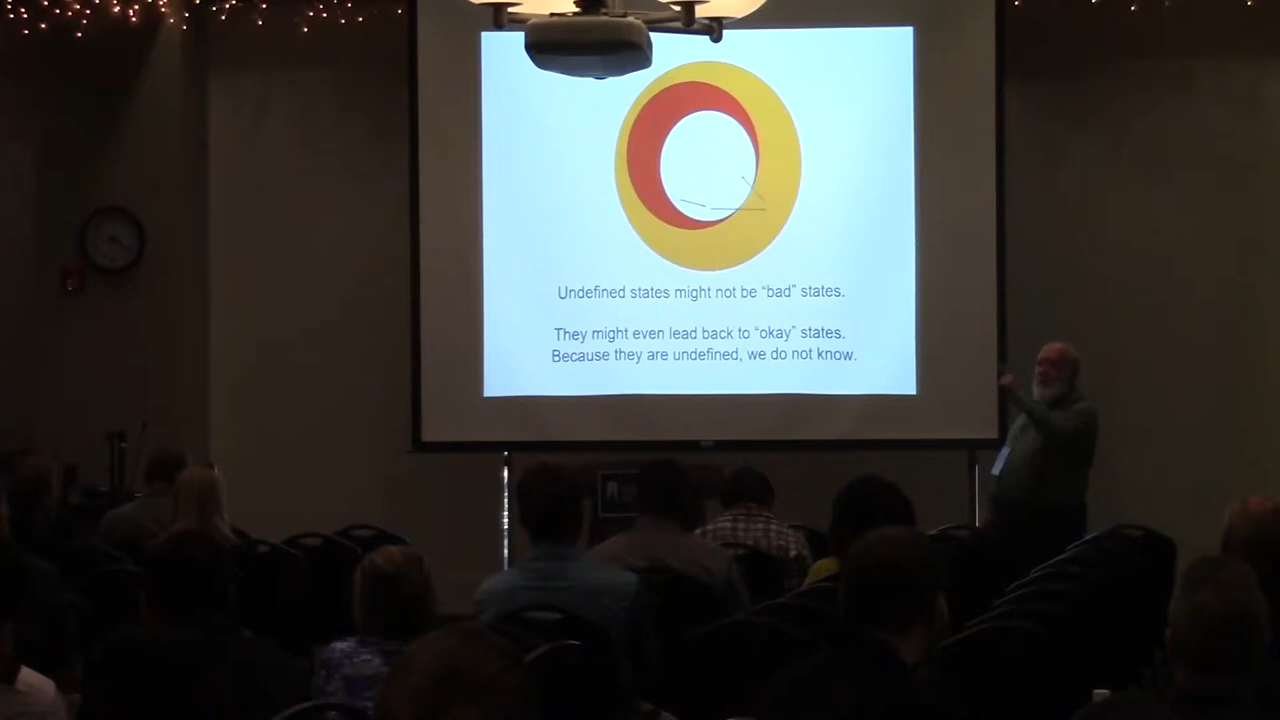 Undefined states might not be “bad” states.
They might even lead back to “okay” states.
Because they are undefined, we do not know.